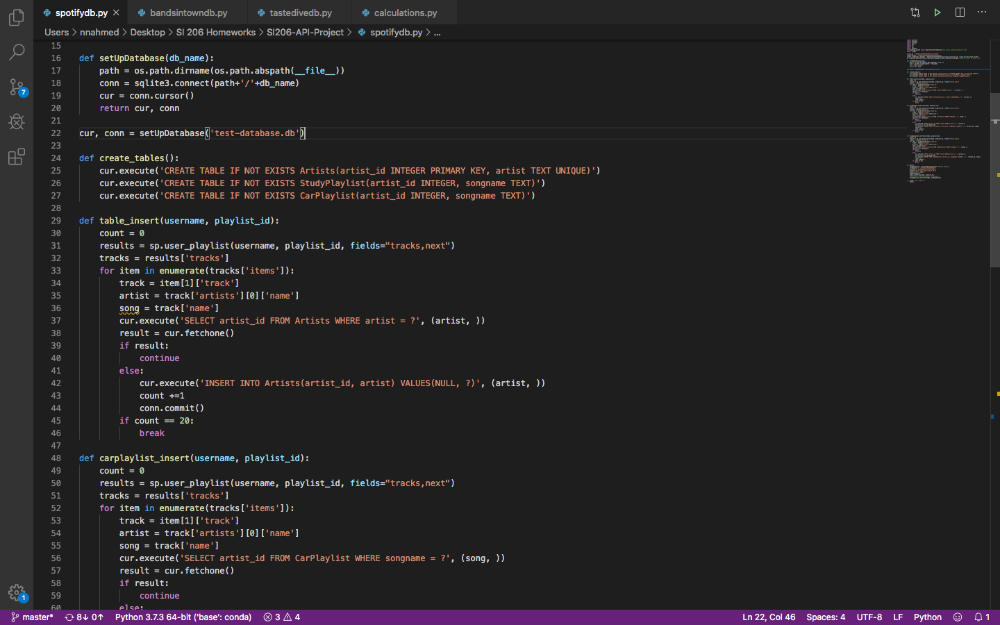 spotifydb.py × bandsintowndb.py tastedivedb.py calculations.py
Users > nnahmed > Desktop > SI 206 Homeworks > SI206-API-Project > spotifydb.py > ...
15
16 def setUpDatabase(db_name):
17     path = os.path.dirname(os.path.abspath(__file__))
18     conn = sqlite3.connect(path+'/'+db_name)
19     cur = conn.cursor()
20     return cur, conn
21
22 cur, conn = setUpDatabase('test-database.db')
23
24 def create_tables():
25     cur.execute('CREATE TABLE IF NOT EXISTS Artists(artist_id INTEGER PRIMARY KEY, artist TEXT UNIQUE)')
26     cur.execute('CREATE TABLE IF NOT EXISTS StudyPlaylist(artist_id INTEGER, songname TEXT)')
27     cur.execute('CREATE TABLE IF NOT EXISTS CarPlaylist(artist_id INTEGER, songname TEXT)')
28
29 def table_insert(username, playlist_id):
30     count = 0
31     results = sp.user_playlist(username, playlist_id, fields="tracks,next")
32     tracks = results['tracks']
33     for item in enumerate(tracks['items']):
34         track = item[1]['track']
35         artist = track['artists'][0]['name']
36         song = track['name']
37         cur.execute('SELECT artist_id FROM Artists WHERE artist = ?', (artist, ))
38         result = cur.fetchone()
39         if result:
40             continue
41         else:
42             cur.execute('INSERT INTO Artists(artist_id, artist) VALUES(NULL, ?)', (artist, ))
43             count +=1
44             conn.commit()
45         if count == 20:
46             break
47
48 def carplaylist_insert(username, playlist_id):
49     count = 0
50     results = sp.user_playlist(username, playlist_id, fields="tracks,next")
51     tracks = results['tracks']
52     for item in enumerate(tracks['items']):
53         track = item[1]['track']
54         artist = track['artists'][0]['name']
55         song = track['name']
56         cur.execute('SELECT artist_id FROM CarPlaylist WHERE songname = ?', (song, ))
57         result = cur.fetchone()
58         if result:
59             continue
60         else:
7
1
master* 8↓ 0↑ Python 3.7.3 64-bit ('base': conda) 3 4 Ln 22, Col 46 Spaces: 4 UTF-8 LF Python 1